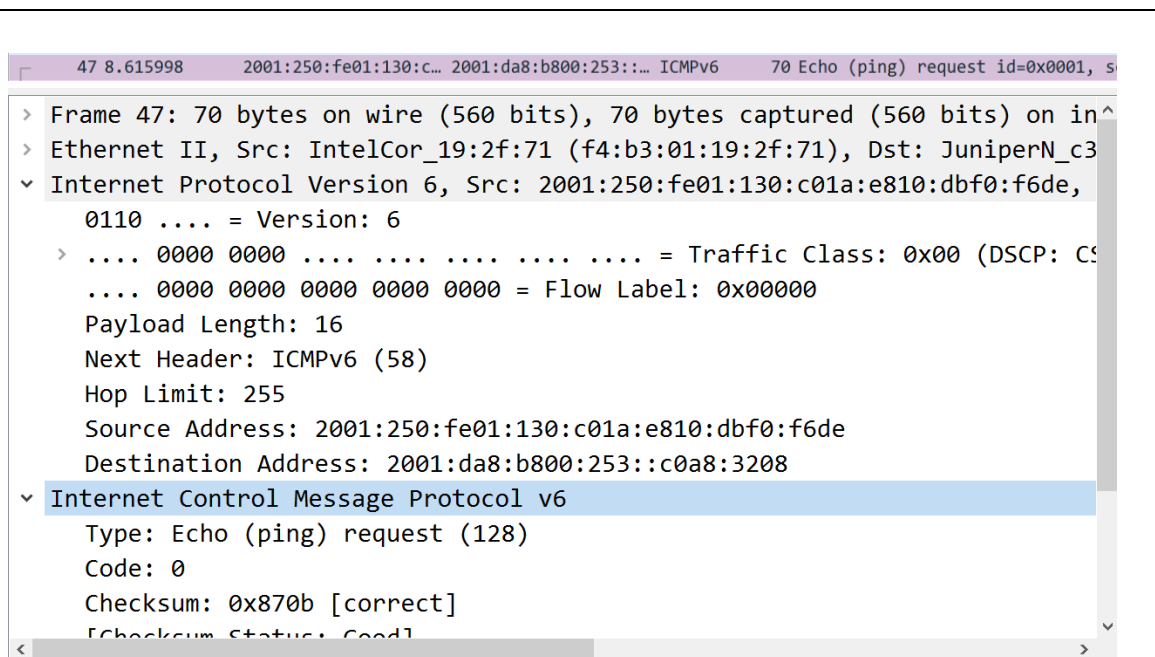 47 8.615998 2001:250:fe01:130:c… 2001:da8:b800:253::… ICMPv6 70 Echo (ping) request id=0x0001,
Frame 47: 70 bytes on wire (560 bits), 70 bytes captured (560 bits) on in
Ethernet II, Src: IntelCor_19:2f:71 (f4:b3:01:19:2f:71), Dst: JuniperN_c3
Internet Protocol Version 6, Src: 2001:250:fe01:130:c01a:e810:dbf0:f6de,
0110 .... = Version: 6
.... 0000 0000 .... .... .... .... .... = Traffic Class: 0x00 (DSCP: CS
.... 0000 0000 0000 0000 0000 = Flow Label: 0x00000
Payload Length: 16
Next Header: ICMPv6 (58)
Hop Limit: 255
Source Address: 2001:250:fe01:130:c01a:e810:dbf0:f6de
Destination Address: 2001:da8:b800:253::c0a8:3208
Internet Control Message Protocol v6
Type: Echo (ping) request (128)
Code: 0
Checksum: 0x870b [correct]
[Checksum Status: Good]